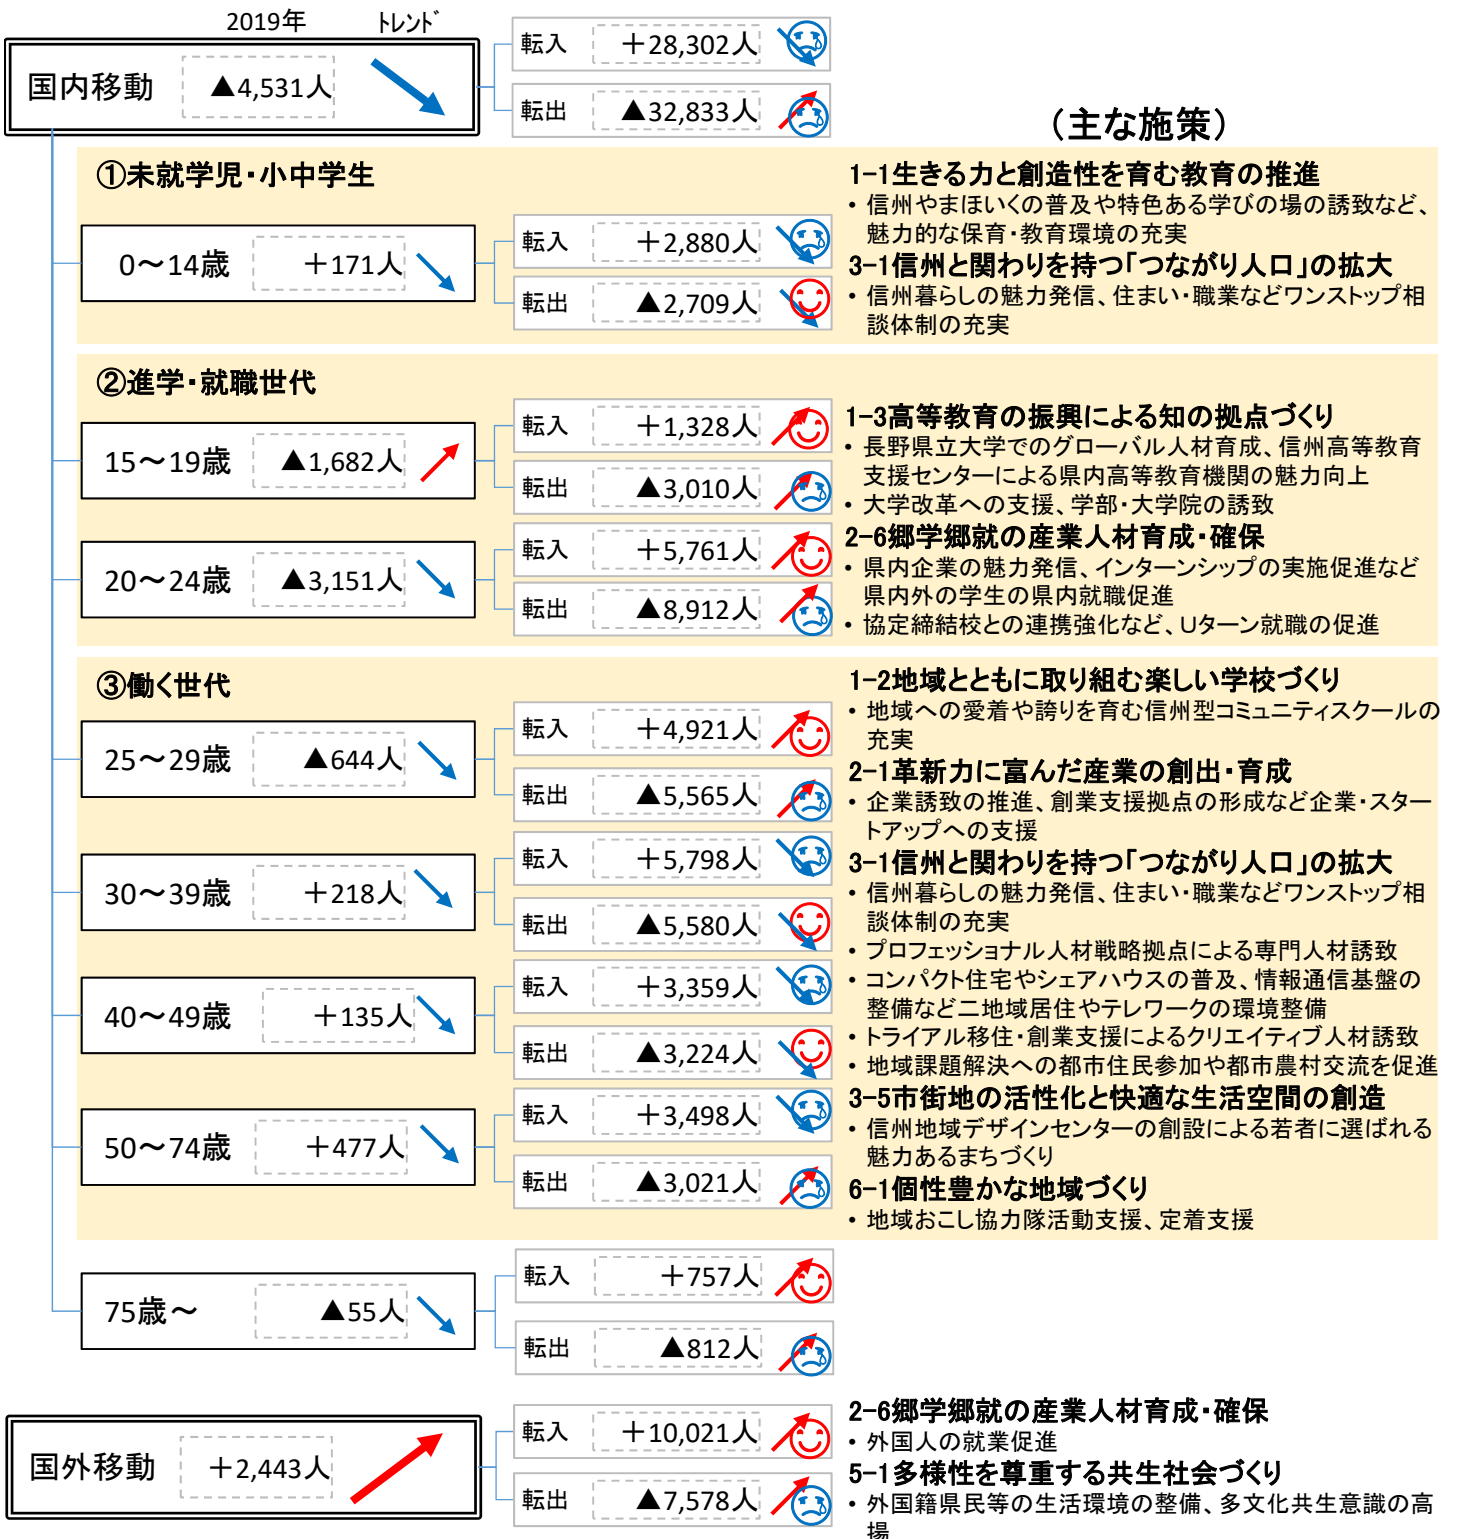 2019年
トレンド
国内移動
▲4,531人
転入
＋28,302人
転出
▲32,833人
（主な施策）
①未就学児・小中学生
0～14歳
＋171人
転入
＋2,880人
転出
▲2,709人
1-1生きる力と創造性を育む教育の推進
• 信州やまほいくの普及や特色ある学びの場の誘致など、
魅力的な保育・教育環境の充実
3-1信州と関わりを持つ「つながり人口」の拡大
• 信州暮らしの魅力発信、住まい・職業などワンストップ相
談体制の充実
②進学・就職世代
15～19歳
▲1,682人
転入
＋1,328人
転出
▲3,010人
20～24歳
▲3,151人
転入
＋5,761人
転出
▲8,912人
1-3高等教育の振興による知の拠点づくり
• 長野県立大学でのグローバル人材育成、信州高等教育
支援センターによる県内高等教育機関の魅力向上
• 大学改革への支援、学部・大学院の誘致
2-6郷学郷就の産業人材育成・確保
• 県内企業の魅力発信、インターンシップの実施促進など
県内外の学生の県内就職促進
• 協定締結校との連携強化など、Uターン就職の促進
③働く世代
25～29歳
▲644人
転入
＋4,921人
転出
▲5,565人
30～39歳
＋218人
転入
＋5,798人
転出
▲5,580人
40～49歳
＋135人
転入
＋3,359人
転出
▲3,224人
50～74歳
＋477人
転入
＋3,498人
転出
▲3,021人
1-2地域とともに取り組む楽しい学校づくり
• 地域への愛着や誇りを育む信州型コミュニティスクールの
充実
2-1革新力に富んだ産業の創出・育成
• 企業誘致の推進、創業支援拠点の形成など企業・スター
トアップへの支援
3-1信州と関わりを持つ「つながり人口」の拡大
• 信州暮らしの魅力発信、住まい・職業などワンストップ相
談体制の充実
• プロフェッショナル人材戦略拠点による専門人材誘致
• コンパクト住宅やシェアハウスの普及、情報通信基盤の
整備など二地域居住やテレワークの環境整備
• トライアル移住・創業支援によるクリエイティブ人材誘致
• 地域課題解決への都市住民参加や都市農村交流を促進
3-5市街地の活性化と快適な生活空間の創造
• 信州地域デザインセンターの創設による若者に選ばれる
魅力あるまちづくり
6-1個性豊かな地域づくり
• 地域おこし協力隊活動支援、定着支援
75歳～
▲55人
転入
＋757人
転出
▲812人
国外移動
＋2,443人
転入
＋10,021人
転出
▲7,578人
2-6郷学郷就の産業人材育成・確保
• 外国人の就業促進
5-1多様性を尊重する共生社会づくり
• 外国籍県民等の生活環境の整備、多文化共生意識の高
揚